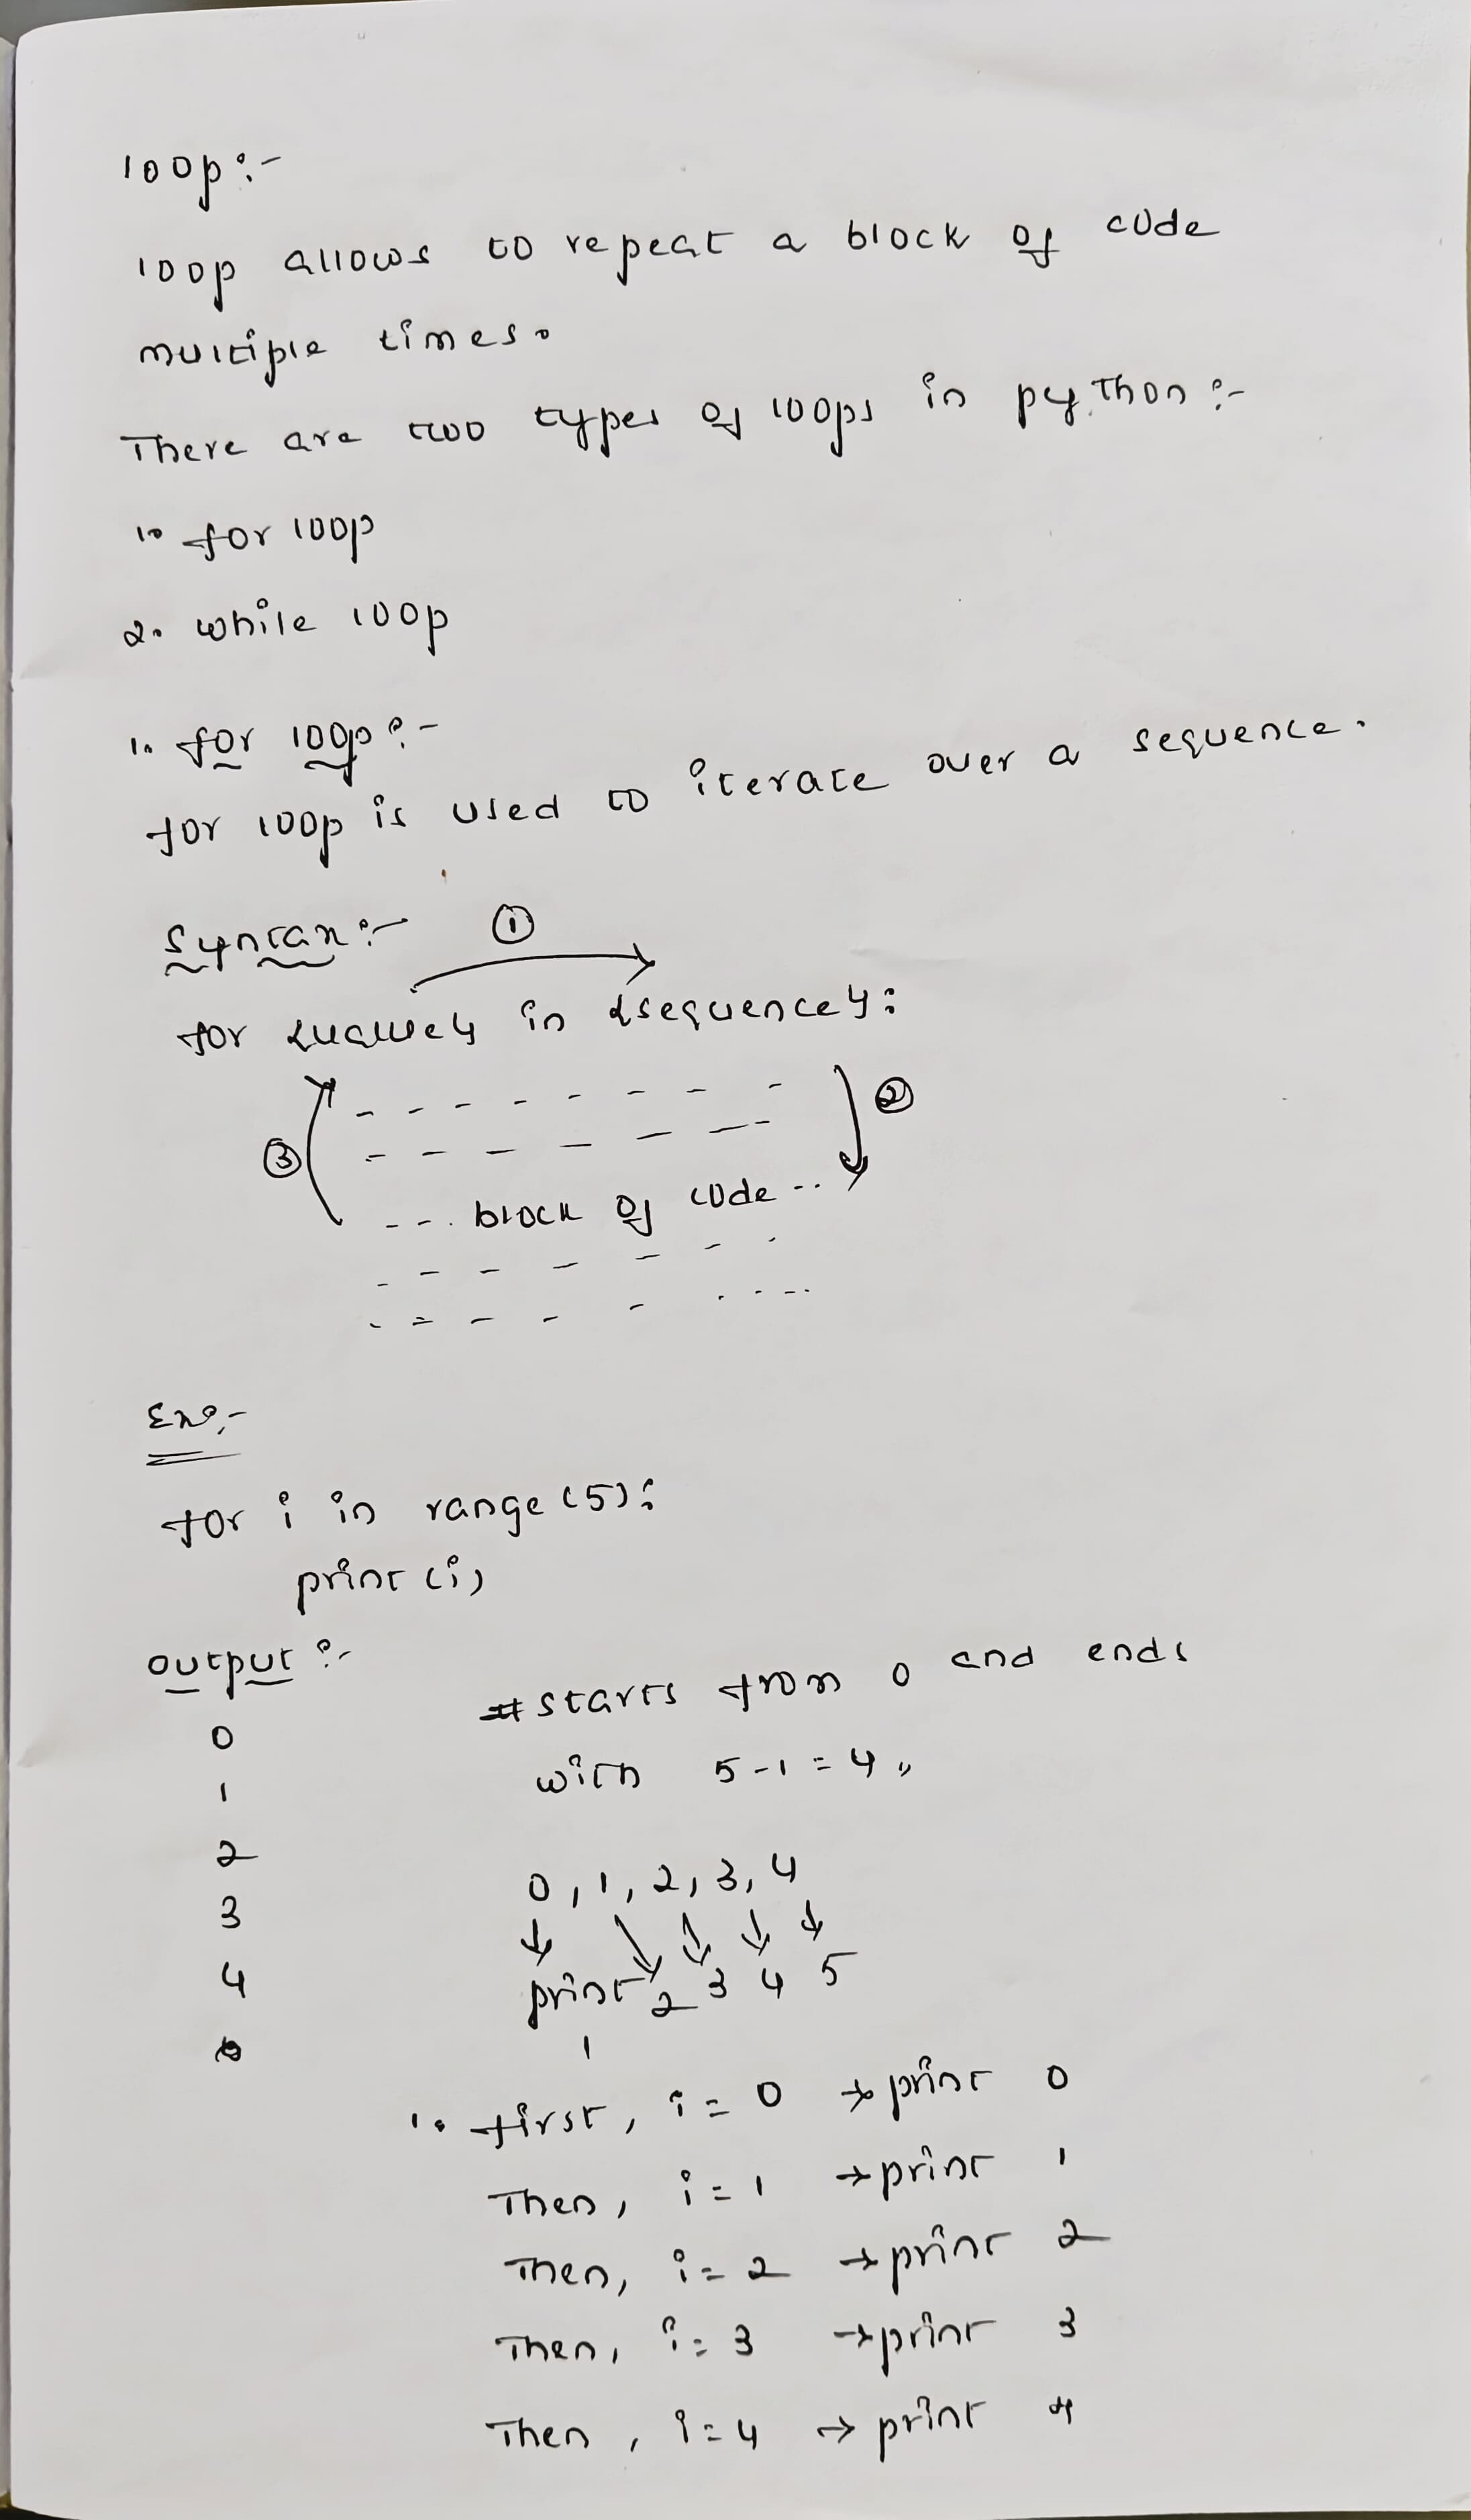 loop:-
loop allows to repeat a block of code
multiple times.
There are two types of loops in python:-
1. for loop
2. while loop
1. for loop:-
for loop is used to iterate over a sequence.
Syntax:-
①
for {value} in {sequence}:
②
③
--. block of code ..
Ex:-
for i in range(5):
print(i)
output:-
#starts from 0 and ends
with 5-1=4,,
0
1
2
3
4
0, 1, 2, 3, 4
print 2 3 4 5
1
1. first, i=0 → print 0
Then, i=1 → print 1
Then, i=2 → print 2
Then, i=3 → print 3
Then, i=4 → print 4